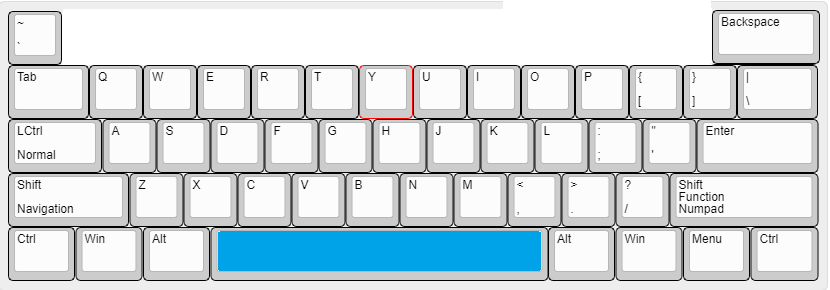 ~ Backspace
`
Tab Q W E R T Y U I O P { } |
[ ] \
LCtrl A S D F G H J K L : " Enter
Normal ; '
Shift Z X C V B N M < > ? Shift
Function
Navigation , . / Numpad
Ctrl Win Alt Alt Win Menu Ctrl